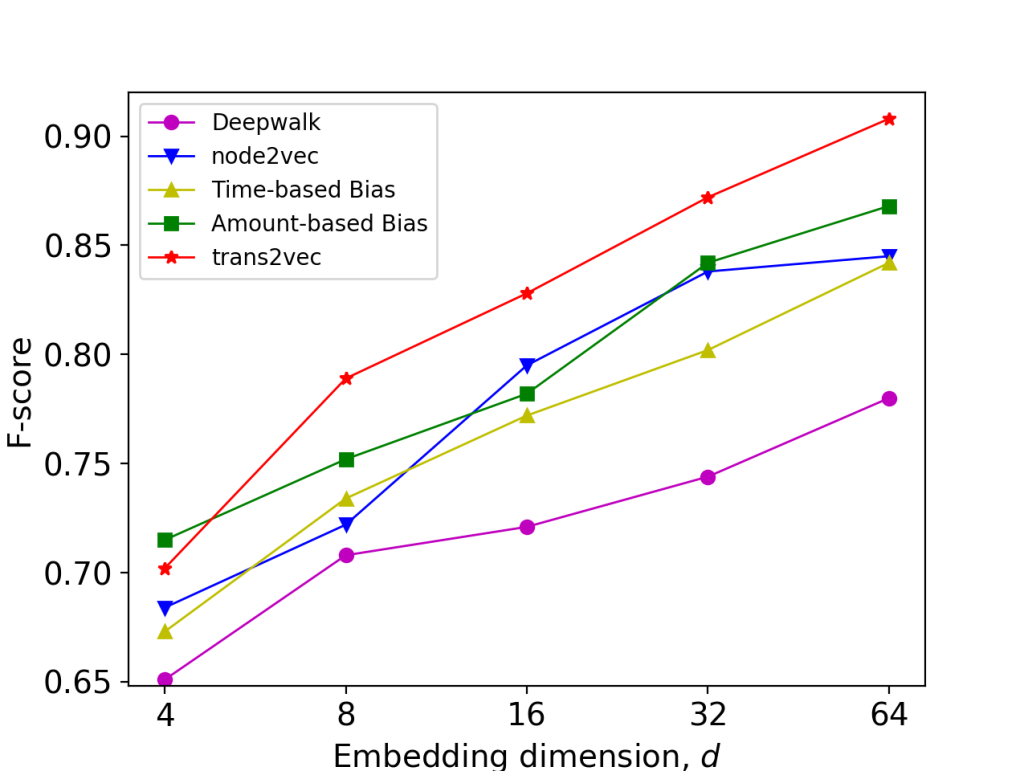 Deepwalk
node2vec
Time-based Bias
Amount-based Bias
trans2vec
F-score
0.90
0.85
0.80
0.75
0.70
0.65
4 8 16 32 64
Embedding dimension, d